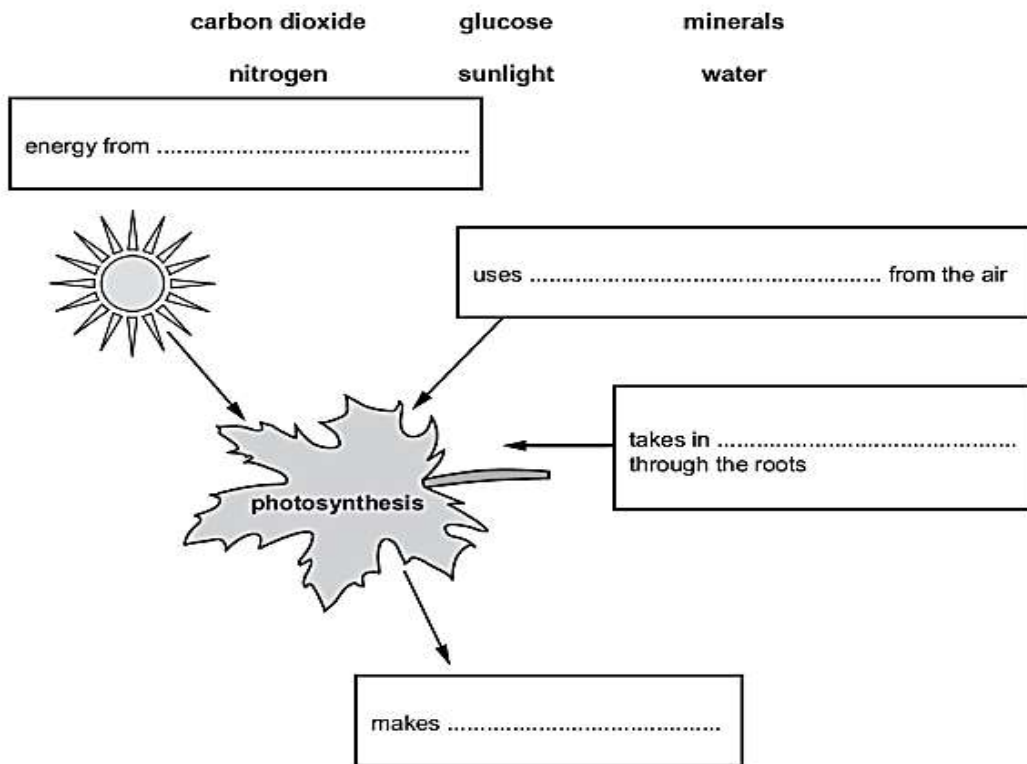 carbon dioxide glucose minerals
nitrogen sunlight water
energy from ................................................
uses ...................................................... from the air
takes in ..................................................
through the roots
photosynthesis
makes .........................................